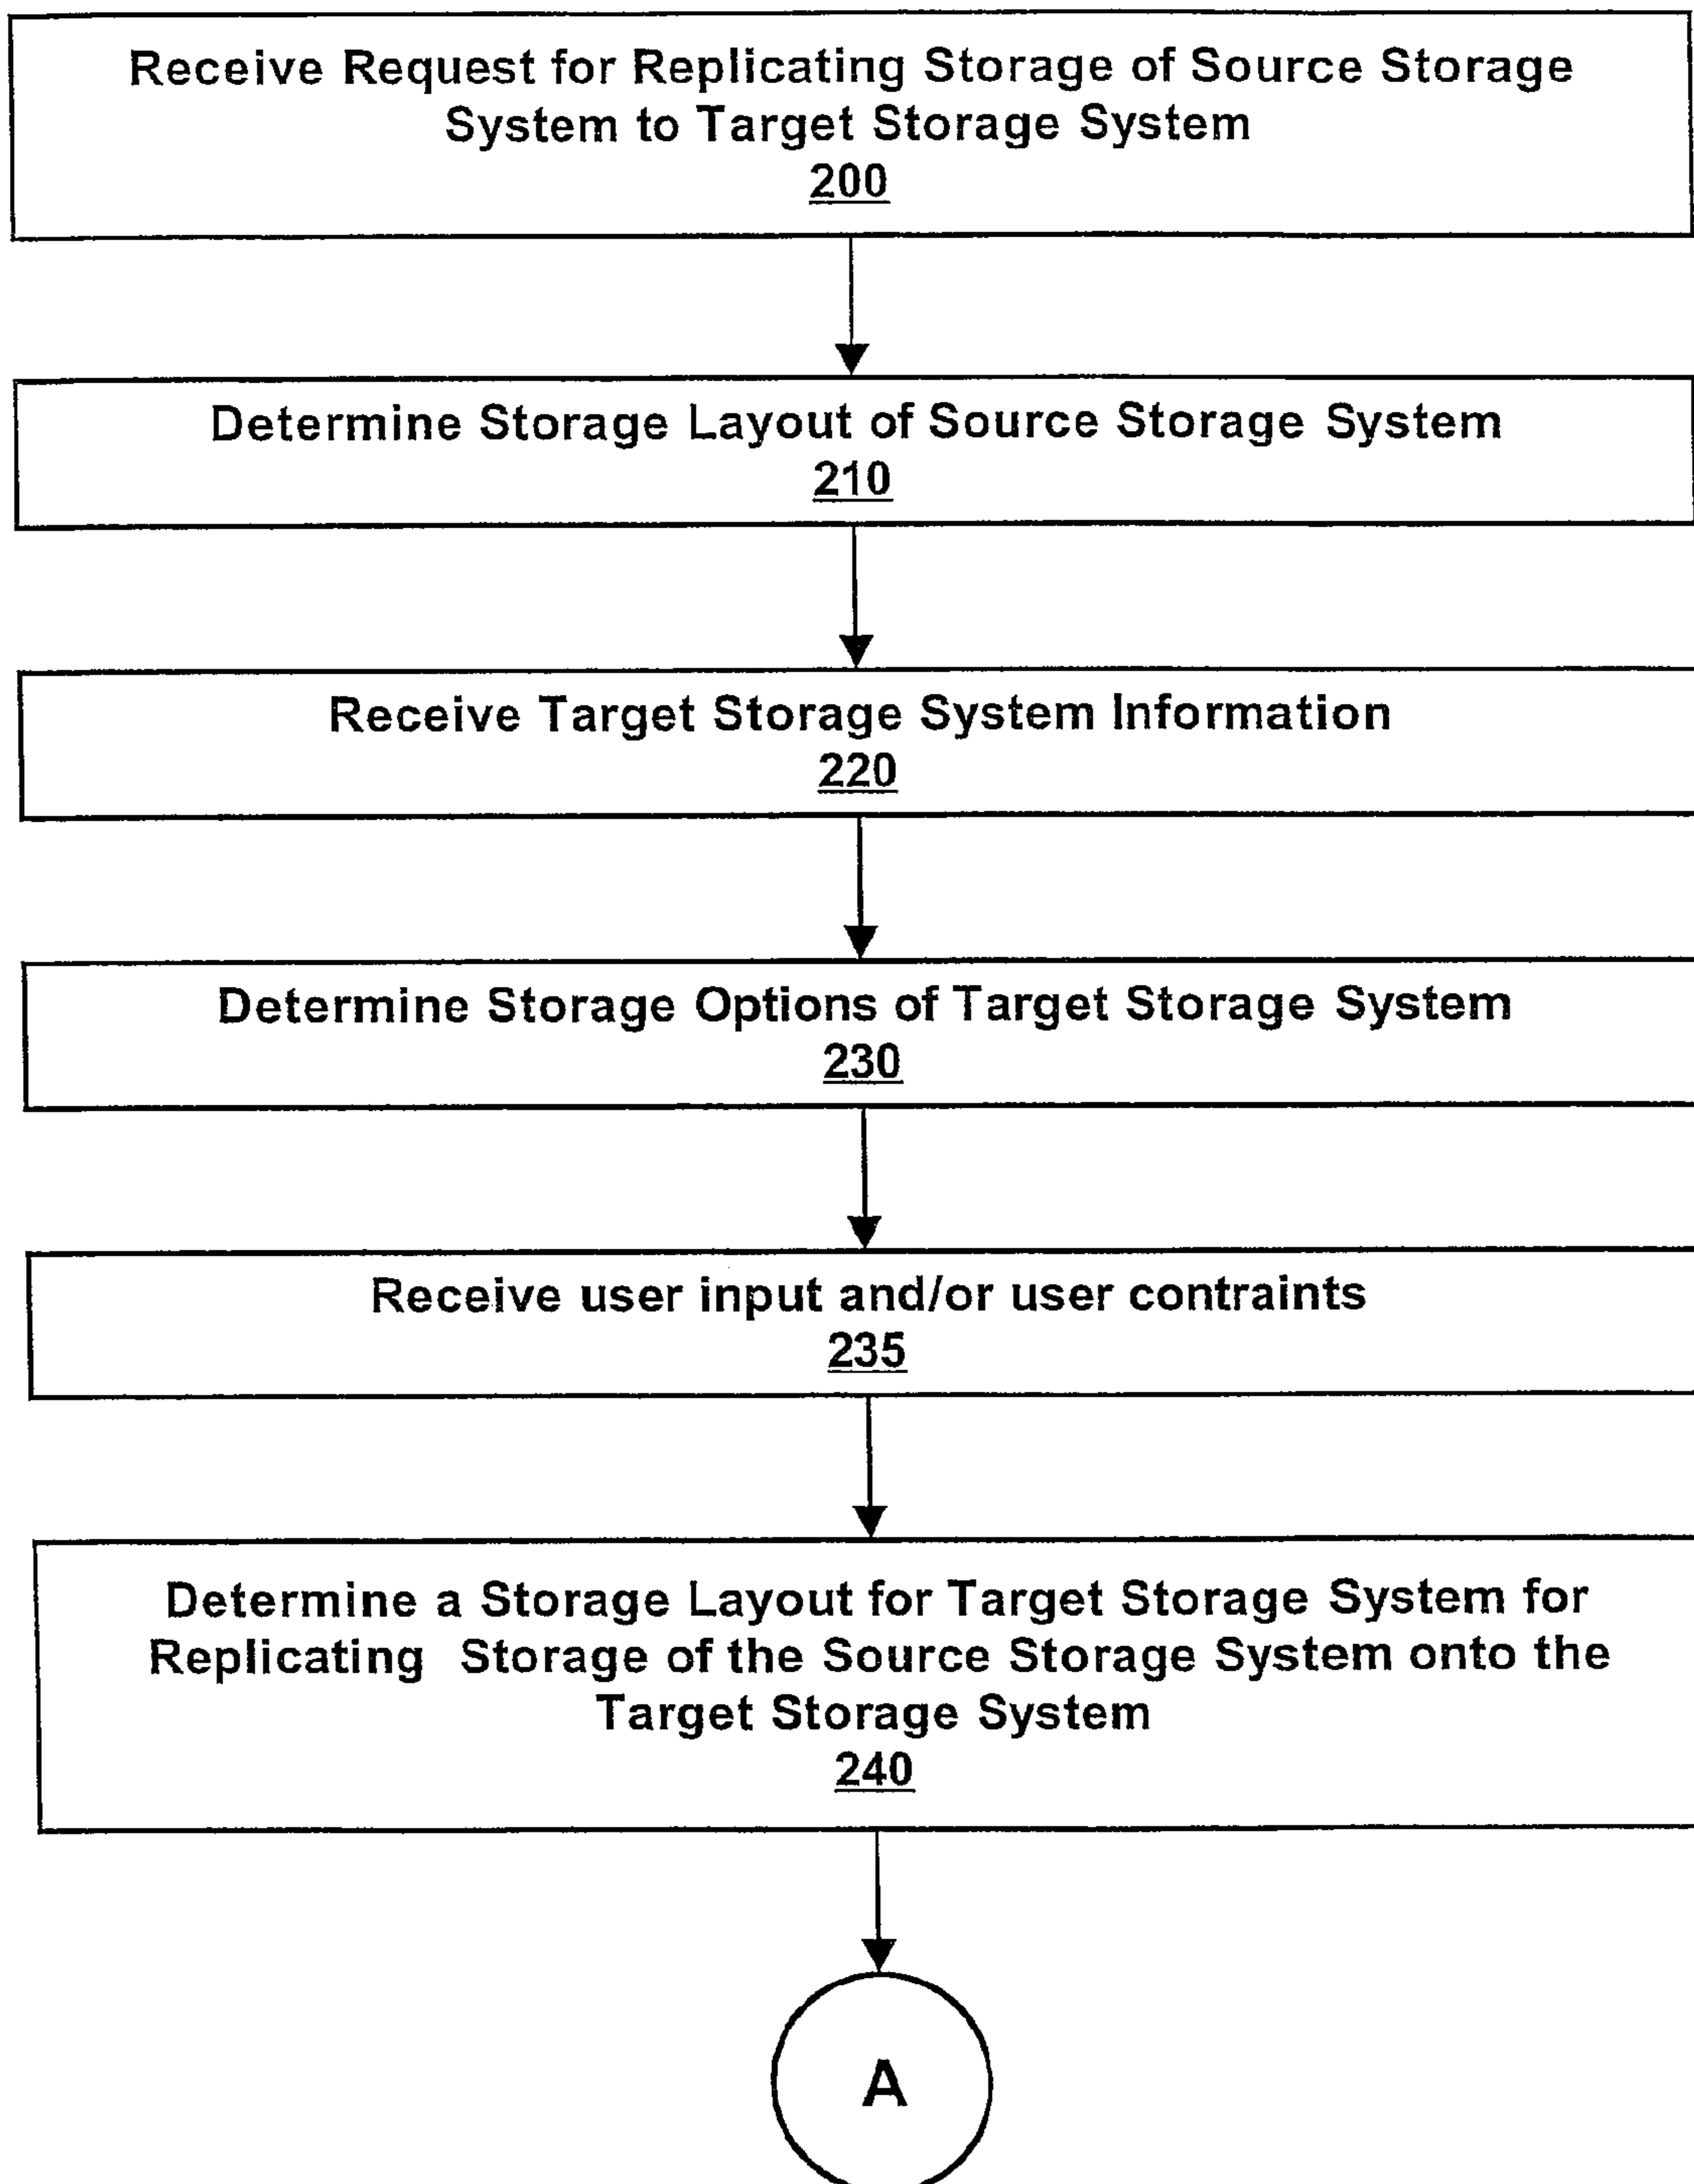 Receive Request for Replicating Storage of Source Storage
System to Target Storage System
200
Determine Storage Layout of Source Storage System
210
Receive Target Storage System Information
220
Determine Storage Options of Target Storage System
230
Receive user input and/or user contraints
235
Determine a Storage Layout for Target Storage System for
Replicating Storage of the Source Storage System onto the
Target Storage System
240
A